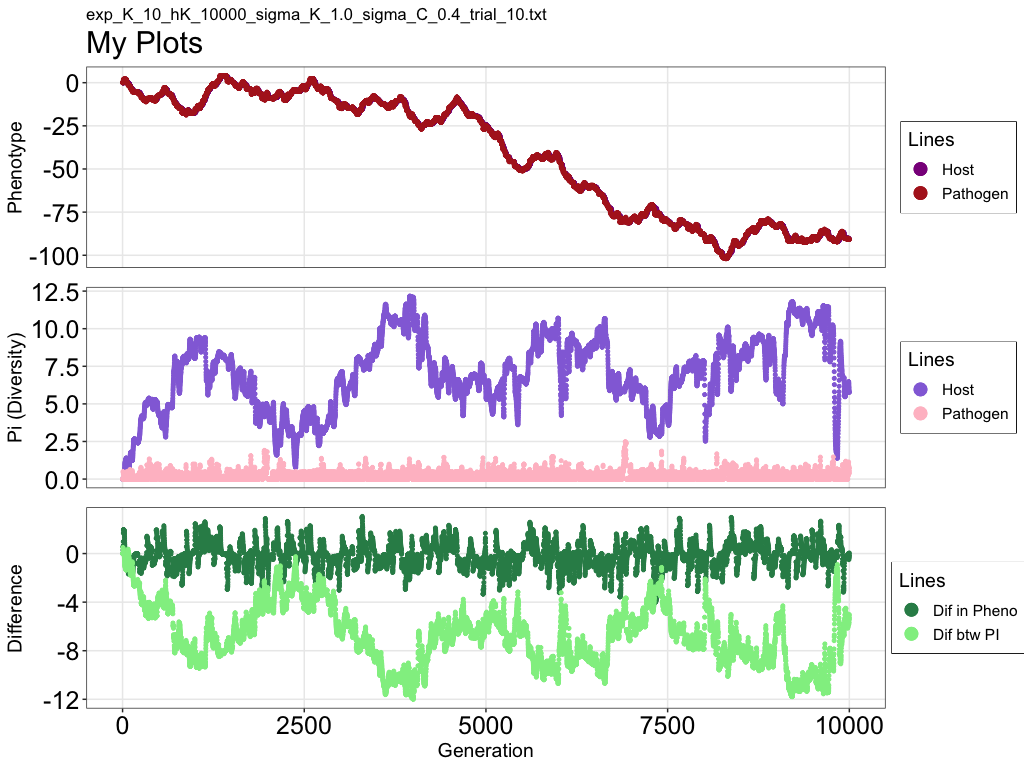 exp_K_10_hK_10000_sigma_K_1.0_sigma_C_0.4_trial_10.txt
My Plots
Phenotype
0
-25
-50
-75
-100
Lines
Host
Pathogen
Pi (Diversity)
12.5
10.0
7.5
5.0
2.5
0.0
Lines
Host
Pathogen
Difference
0
-4
-8
-12
Lines
Dif in Pheno
Dif btw PI
0 2500 5000 7500 10000
Generation